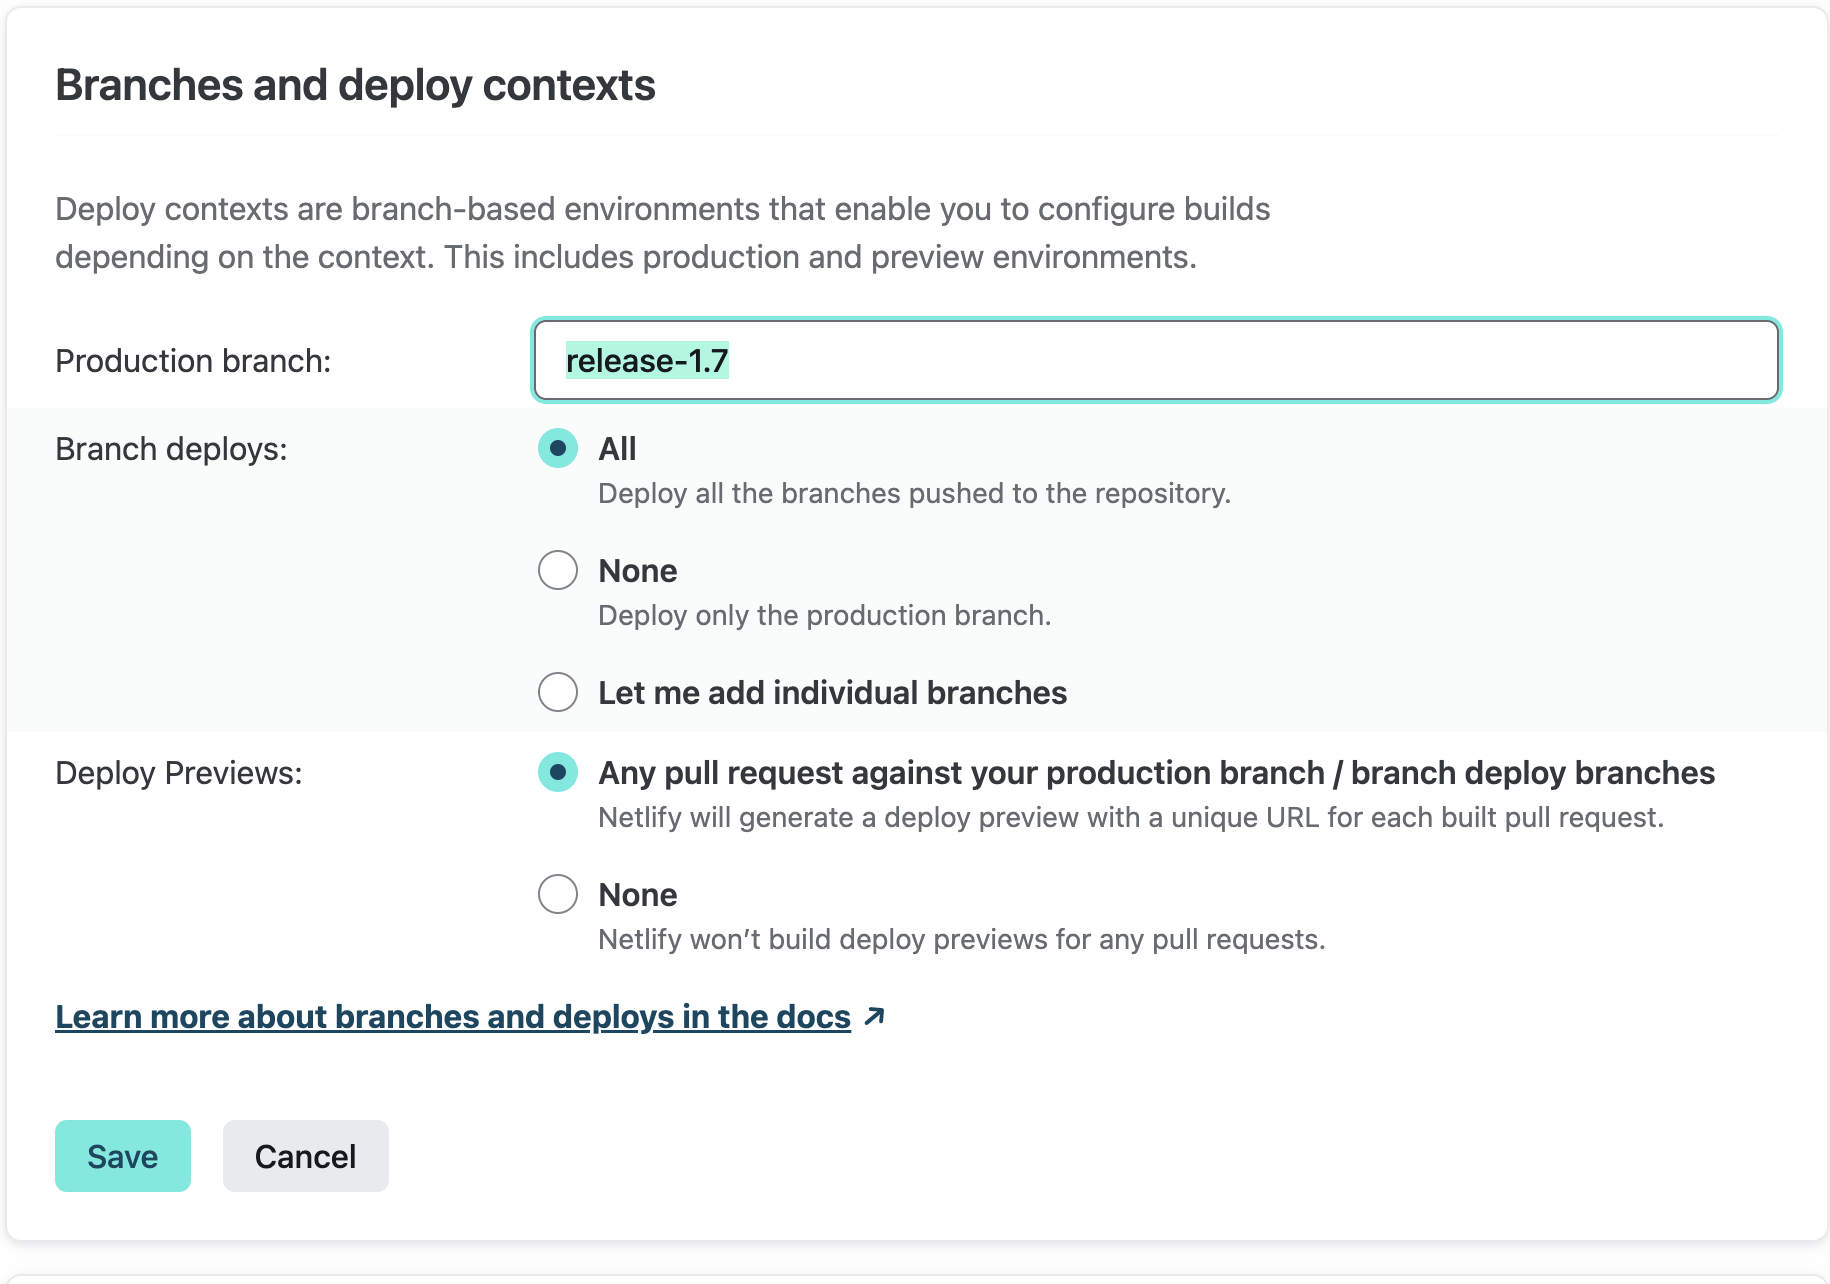 Branches and deploy contexts
Deploy contexts are branch-based environments that enable you to configure builds
depending on the context. This includes production and preview environments.
Production branch:
release-1.7
Branch deploys:
All
Deploy all the branches pushed to the repository.
None
Deploy only the production branch.
Let me add individual branches
Deploy Previews:
Any pull request against your production branch / branch deploy branches
Netlify will generate a deploy preview with a unique URL for each built pull request.
None
Netlify won’t build deploy previews for any pull requests.
Learn more about branches and deploys in the docs ↗
Save
Cancel